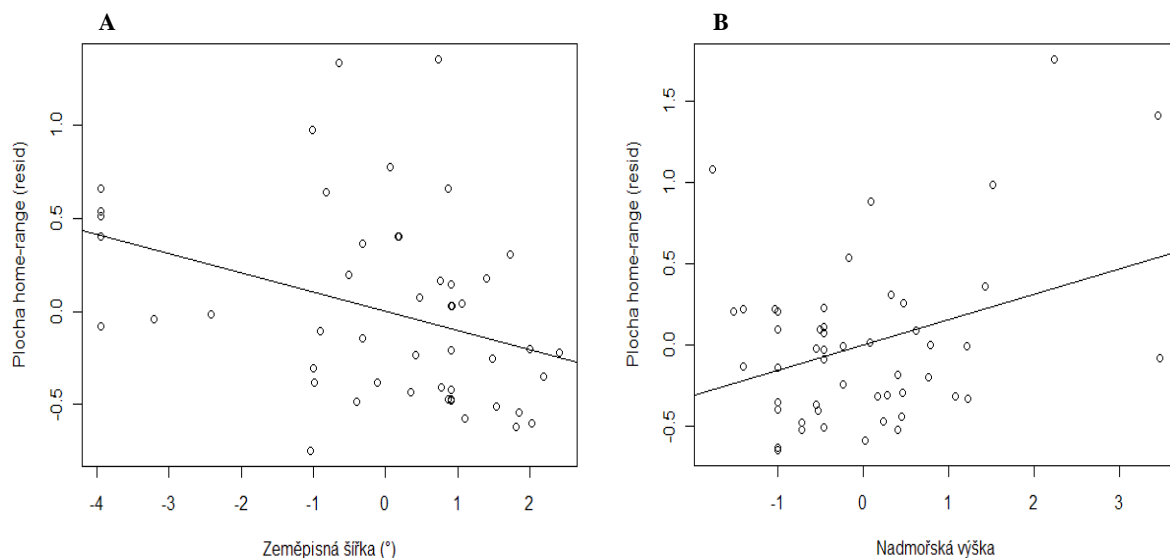 A
B
Plocha home-range (resid)
1.0
0.5
0.0
-0.5
-4 -3 -2 -1 0 1 2
Zeměpisná šířka (°)
Plocha home-range (resid)
1.5
1.0
0.5
0.0
-0.5
-1 0 1 2 3
Nadmořská výška